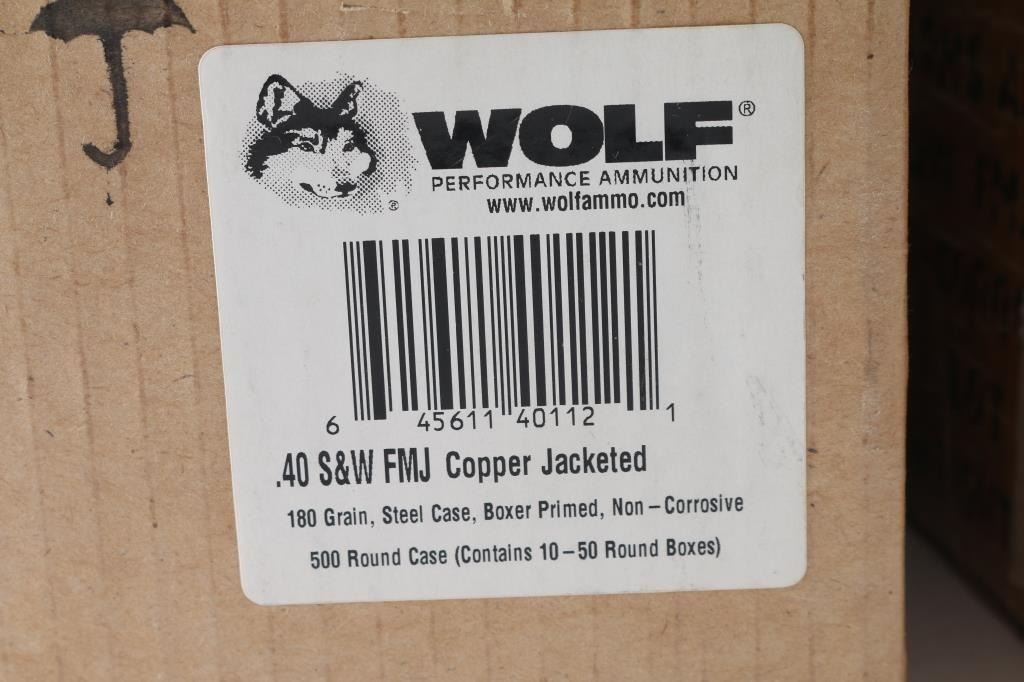 WOLF®
PERFORMANCE AMMUNITION
www.wolfammo.com
®
6 45611 40112 1
.40 S&W FMJ Copper Jacketed
180 Grain, Steel Case, Boxer Primed, Non-Corrosive
500 Round Case (Contains 10-50 Round Boxes)